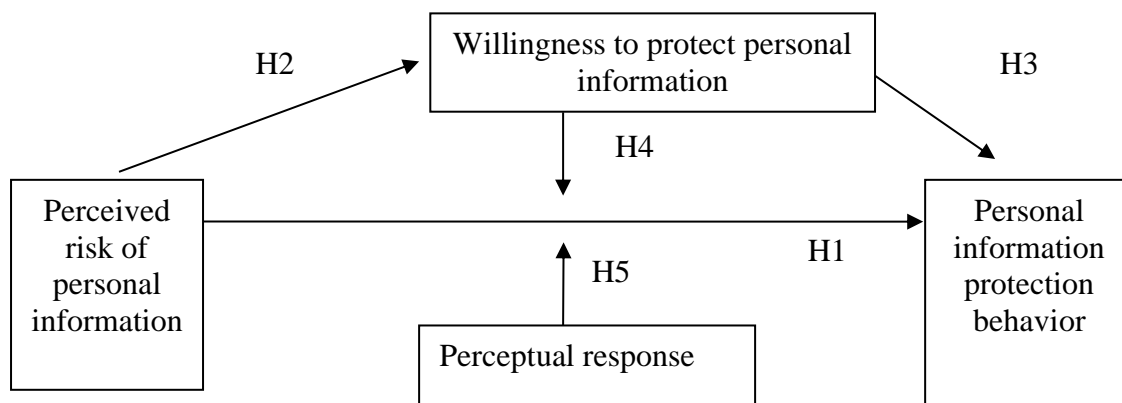 Willingness to protect personal
information
H2
H3
H4
Perceived
risk of
personal
information
Personal
information
protection
behavior
H1
H5
Perceptual response